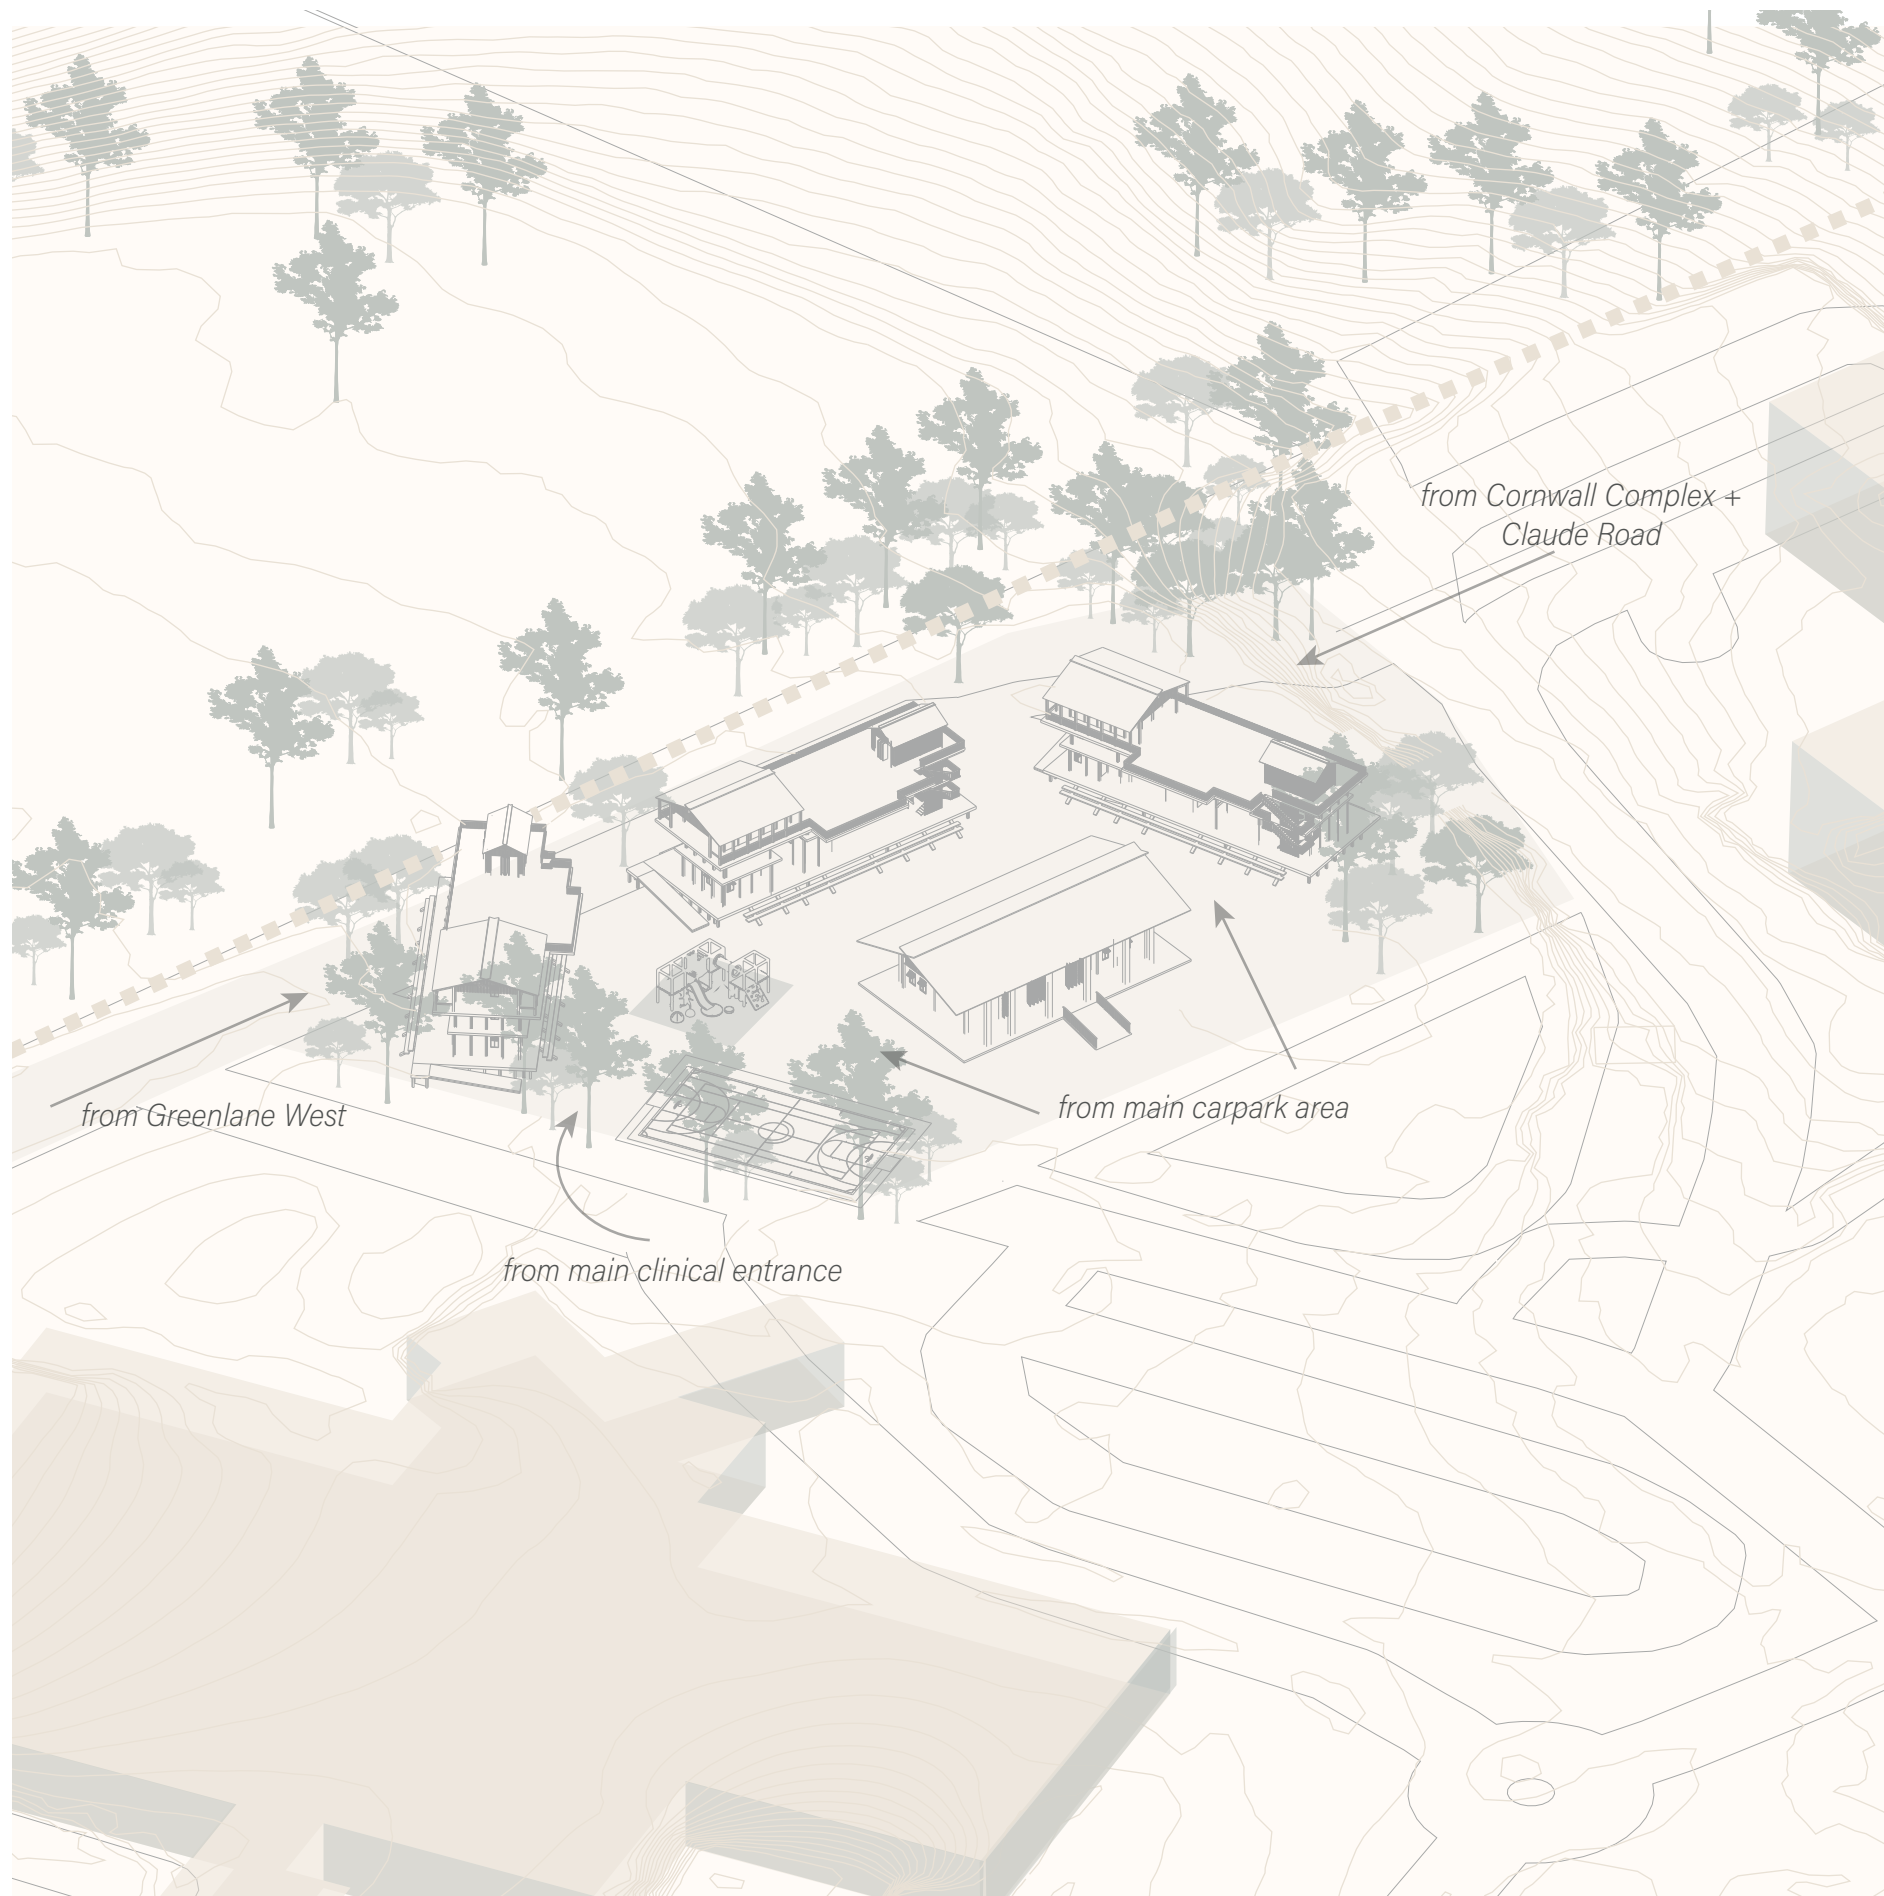 from Cornwall Complex +
Claude Road
from Greenlane West
from main carpark area
from main clinical entrance